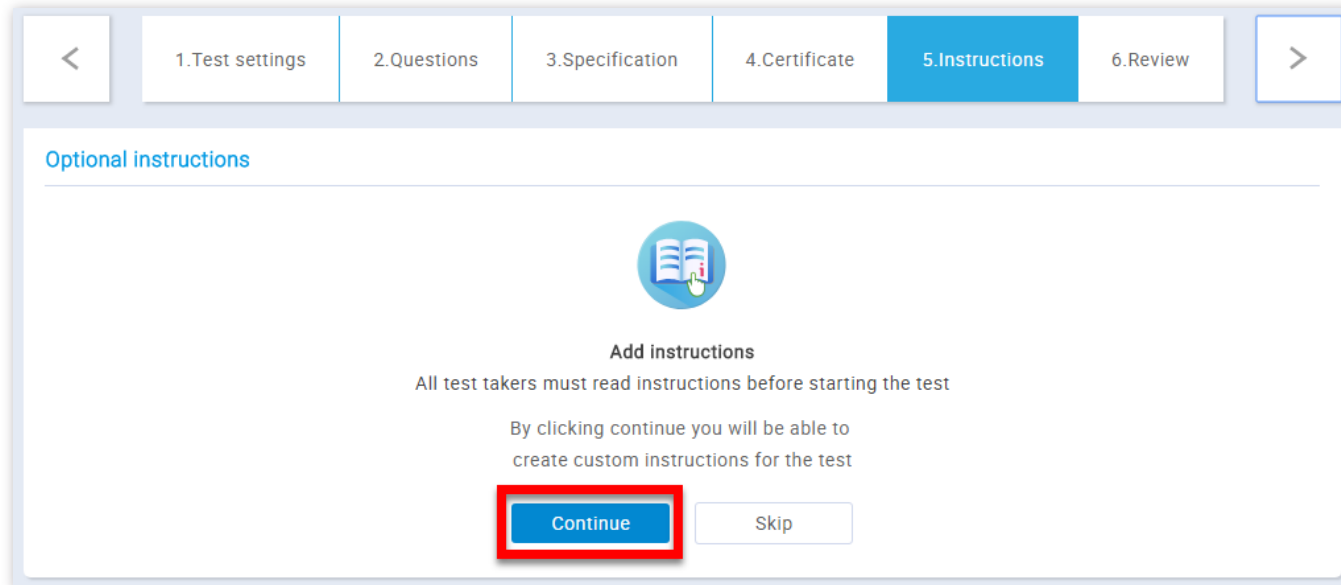 1.Test settings
2.Questions
3.Specification
4.Certificate
5.Instructions
6.Review
Optional instructions
Add instructions
All test takers must read instructions before starting the test
By clicking continue you will be able to
create custom instructions for the test
Continue
Skip